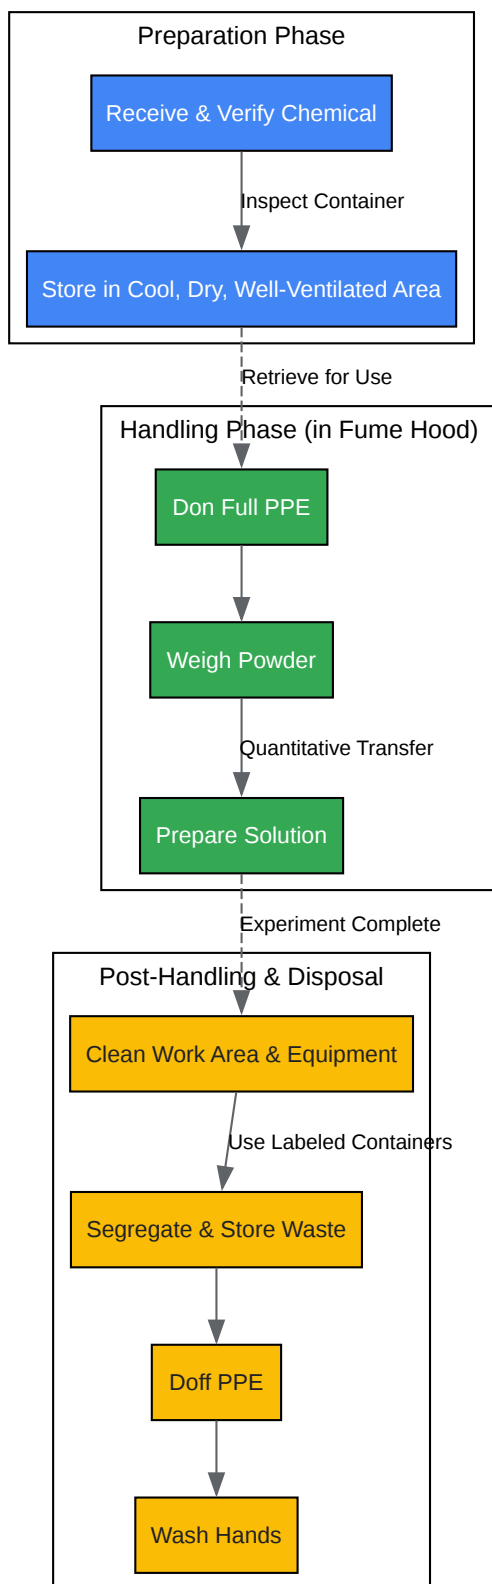 Preparation Phase
Receive & Verify Chemical
Inspect Container
Store in Cool, Dry, Well-Ventilated Area
Retrieve for Use
Handling Phase (in Fume Hood)
Don Full PPE
Weigh Powder
Quantitative Transfer
Prepare Solution
Experiment Complete
Post-Handling & Disposal
Clean Work Area & Equipment
Use Labeled Containers
Segregate & Store Waste
Doff PPE
Wash Hands